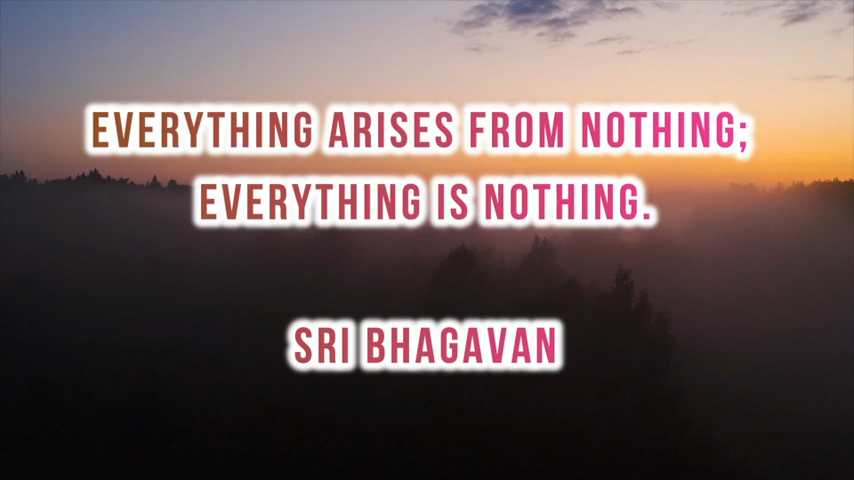 EVERYTHING ARISES FROM NOTHING;
EVERYTHING IS NOTHING.
SRI BHAGAVAN